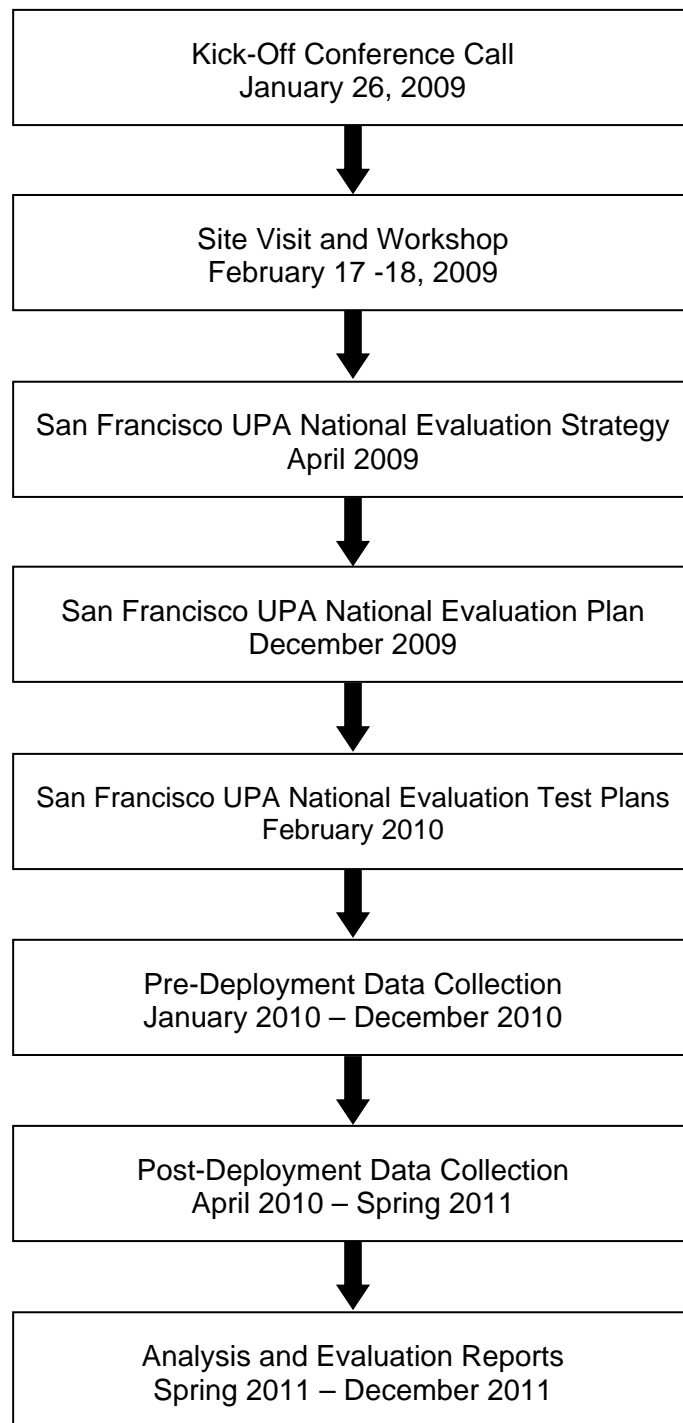 Kick-Off Conference Call
January 26, 2009
Site Visit and Workshop
February 17 -18, 2009
San Francisco UPA National Evaluation Strategy
April 2009
San Francisco UPA National Evaluation Plan
December 2009
San Francisco UPA National Evaluation Test Plans
February 2010
Pre-Deployment Data Collection
January 2010 – December 2010
Post-Deployment Data Collection
April 2010 – Spring 2011
Analysis and Evaluation Reports
Spring 2011 – December 2011